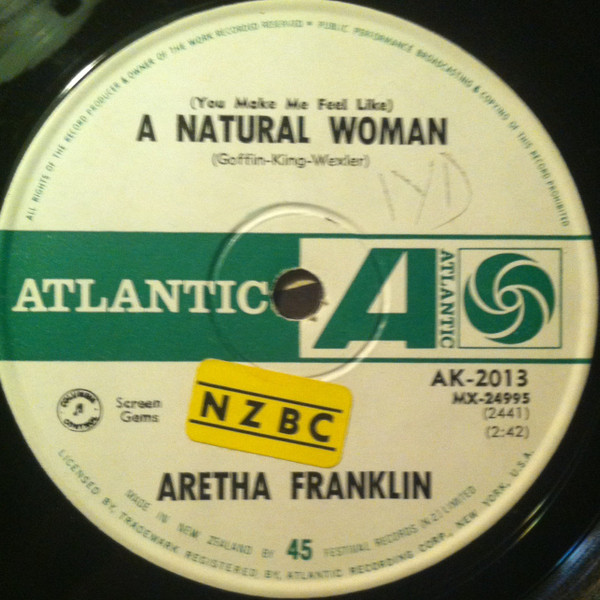 ALL RIGHTS OF THE RECORD PRODUCER & OWNER OF THE WORK RECORDED RESERVED • PUBLIC PERFORMANCE BROADCASTING & COPYING OF THIS RECORD PROHIBITED
(You Make Me Feel Like)
A NATURAL WOMAN
(Goffin-King-Wexler)
ATLANTIC
A
ATLANTIC
AK-2013
MX-24995
(2441)
(2:42)
Screen
Gems
NZBC
ARETHA FRANKLIN
MADE IN NEW ZEALAND BY 45 FESTIVAL RECORDS (N.Z.) LIMITED
LICENSED BY, TRADEMARK REGISTERED BY, ATLANTIC RECORDING CORP., NEW YORK, U.S.A.